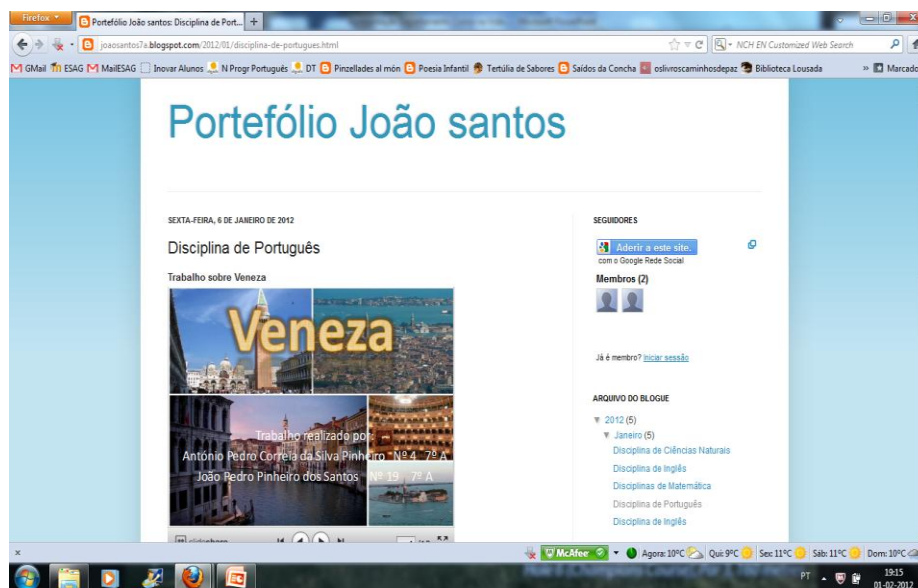 Firefox
Portefólio João santos: Disciplina de Port...
joaosantos7a.blogspot.com/2012/01/disciplina-de-portugues.html
NCH EN Customized Web Search
GMail ESAG MailESAG Inovar Alunos N Progr Português DT Pinzellades al món Poesia Infantil Tertúlia de Sabores Saídos da Concha oslivroscaminhosdepaz Biblioteca Lousada » Marcado
Portefólio João santos
SEXTA-FEIRA, 6 DE JANEIRO DE 2012
Disciplina de Português
Trabalho sobre Veneza
Veneza
Trabalho realizado por:
António Pedro Correia da Silva Pinheiro Nº 4 7º A
João Pedro Pinheiro dos Santos Nº 19 7º A
slideshare
SEGUIDORES
Aderir a este site.
com o Google Rede Social
Membros (2)
Já é membro? Iniciar sessão
ARQUIVO DO BLOGUE
▼ 2012 (5)
▼ Janeiro (5)
Disciplina de Ciências Naturais
Disciplina de Inglês
Disciplinas de Matemática
Disciplina de Português
Disciplina de Inglês
x
McAfee Agora: 10ºC Qui: 9ºC Sex: 11ºC Sáb: 11ºC Dom: 10ºC
PT 19:15
01-02-2012